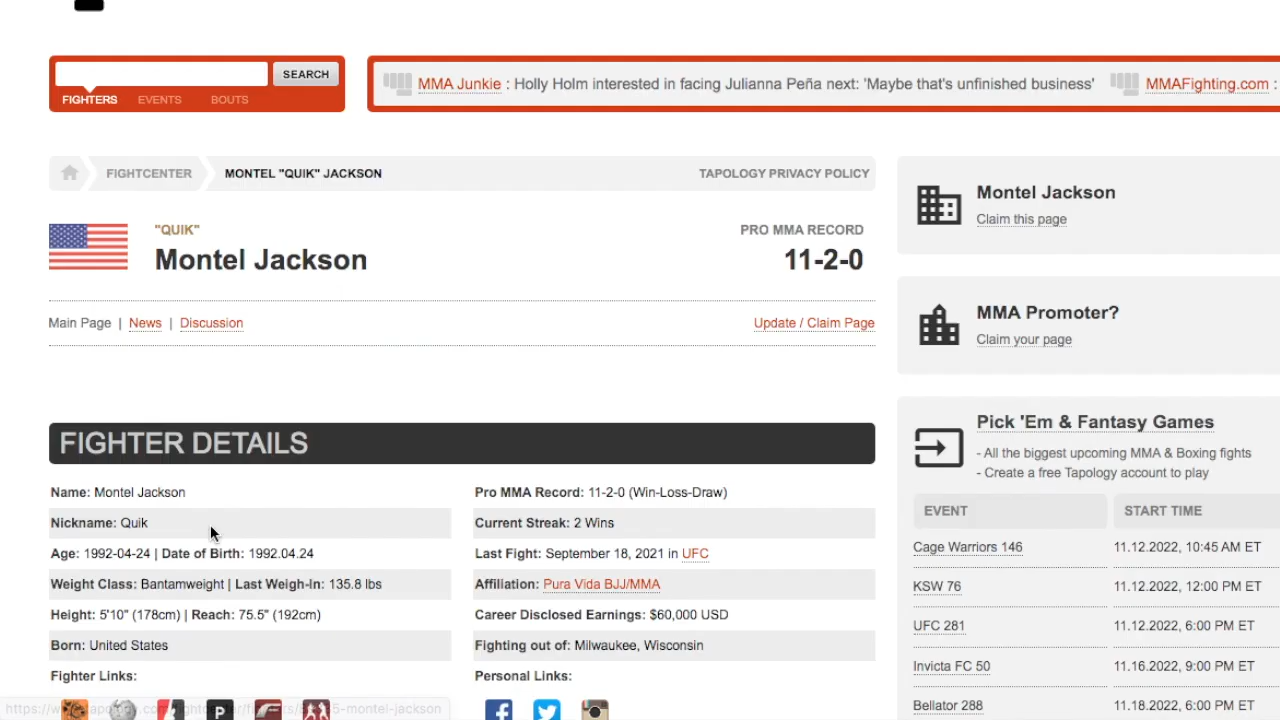 SEARCH
FIGHTERS EVENTS BOUTS
MMA Junkie : Holly Holm interested in facing Julianna Peña next: 'Maybe that's unfinished business' MMAFighting.com :
FIGHTCENTER MONTEL "QUIK" JACKSON TAPOLOGY PRIVACY POLICY
"QUIK"
Montel Jackson
PRO MMA RECORD
11-2-0
Main Page | News | Discussion Update / Claim Page
FIGHTER DETAILS
Name: Montel Jackson
Nickname: Quik
Age: 1992-04-24 | Date of Birth: 1992.04.24
Weight Class: Bantamweight | Last Weigh-In: 135.8 lbs
Height: 5'10" (178cm) | Reach: 75.5" (192cm)
Born: United States
Fighter Links:
Pro MMA Record: 11-2-0 (Win-Loss-Draw)
Current Streak: 2 Wins
Last Fight: September 18, 2021 in UFC
Affiliation: Pura Vida BJJ/MMA
Career Disclosed Earnings: $60,000 USD
Fighting out of: Milwaukee, Wisconsin
Personal Links:
Montel Jackson
Claim this page
MMA Promoter?
Claim your page
Pick 'Em & Fantasy Games
- All the biggest upcoming MMA & Boxing fights
- Create a free Tapology account to play
EVENT START TIME
Cage Warriors 146 11.12.2022, 10:45 AM ET
KSW 76 11.12.2022, 12:00 PM ET
UFC 281 11.12.2022, 6:00 PM ET
Invicta FC 50 11.16.2022, 9:00 PM ET
Bellator 288 11.18.2022, 6:00 PM ET